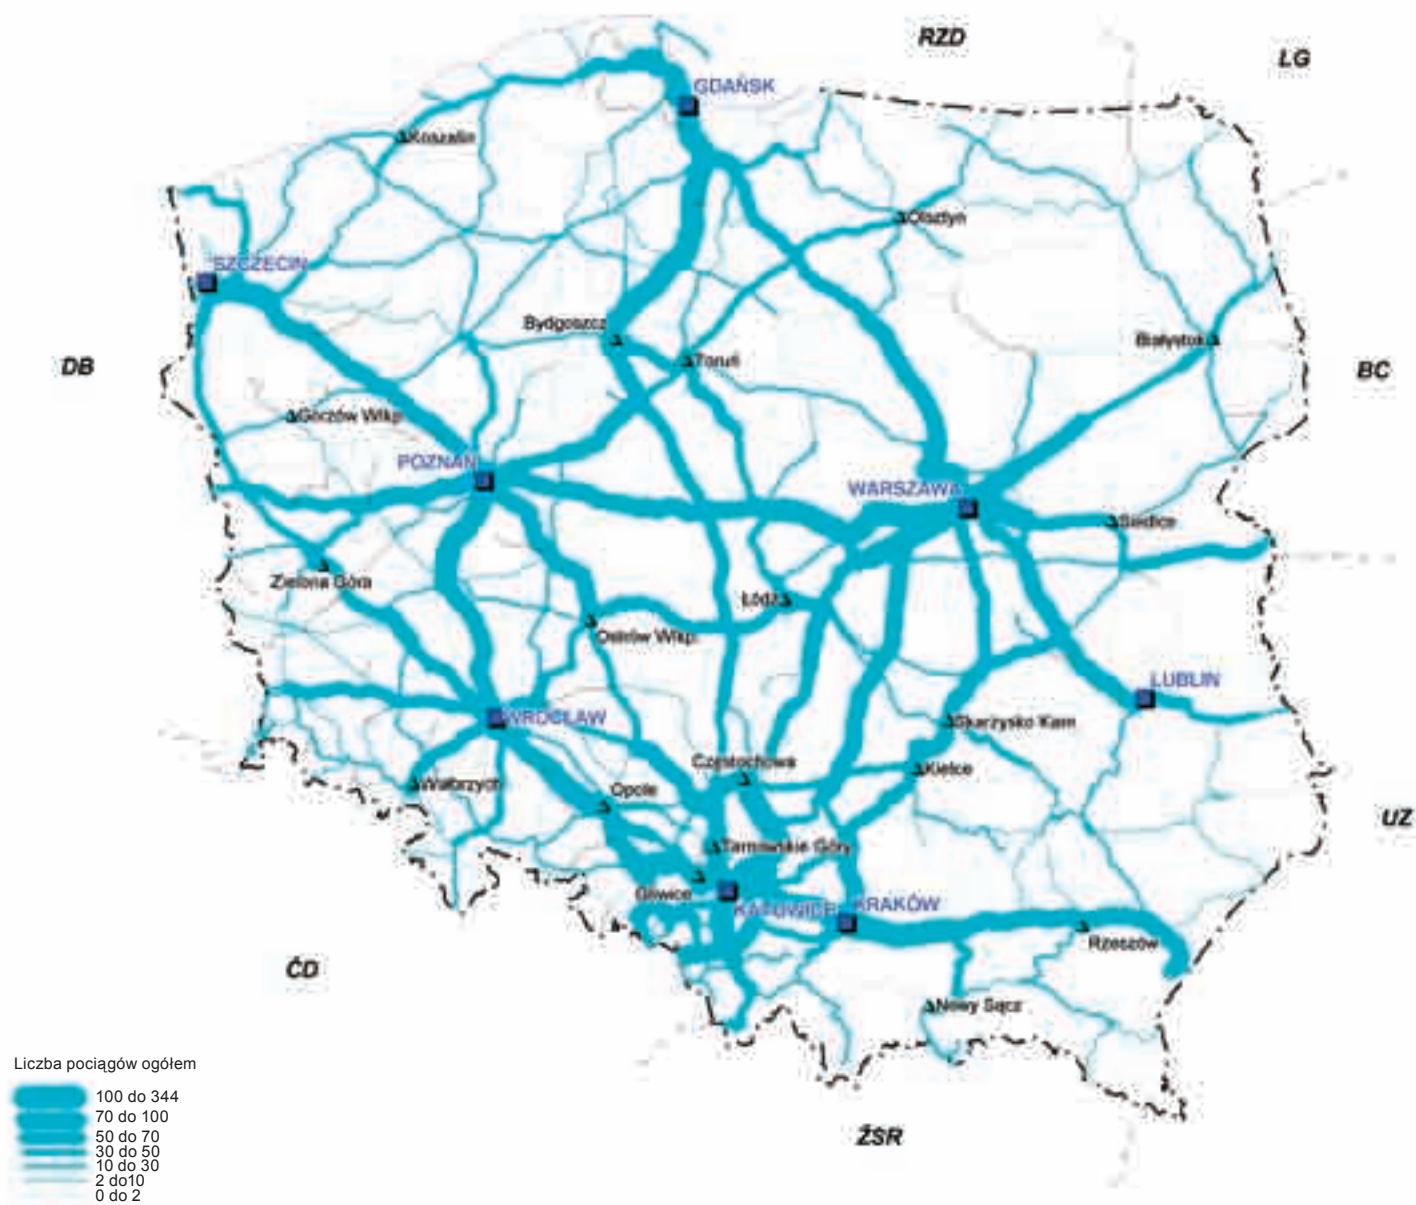 RZD
LG
GDAŃSK
Koszalin
Olsztyn
SZCZECIN
Bydgoszcz
Toruń
Białystok
DB
BC
Gorzów Wlkp.
POZNAŃ
WARSZAWA
Siedlce
Zielona Góra
Łódź
Ostrów Wlkp.
LUBLIN
WROCŁAW
Skarżysko Kam
Częstochowa
Kielce
Wałbrzych
Opole
UZ
Tarnowskie Góry
Gliwice
KATOWICE
KRAKÓW
Rzeszów
ČD
Nowy Sącz
ŽSR
Liczba pociągów ogółem
100 do 344
70 do 100
50 do 70
30 do 50
10 do 30
2 do10
0 do 2